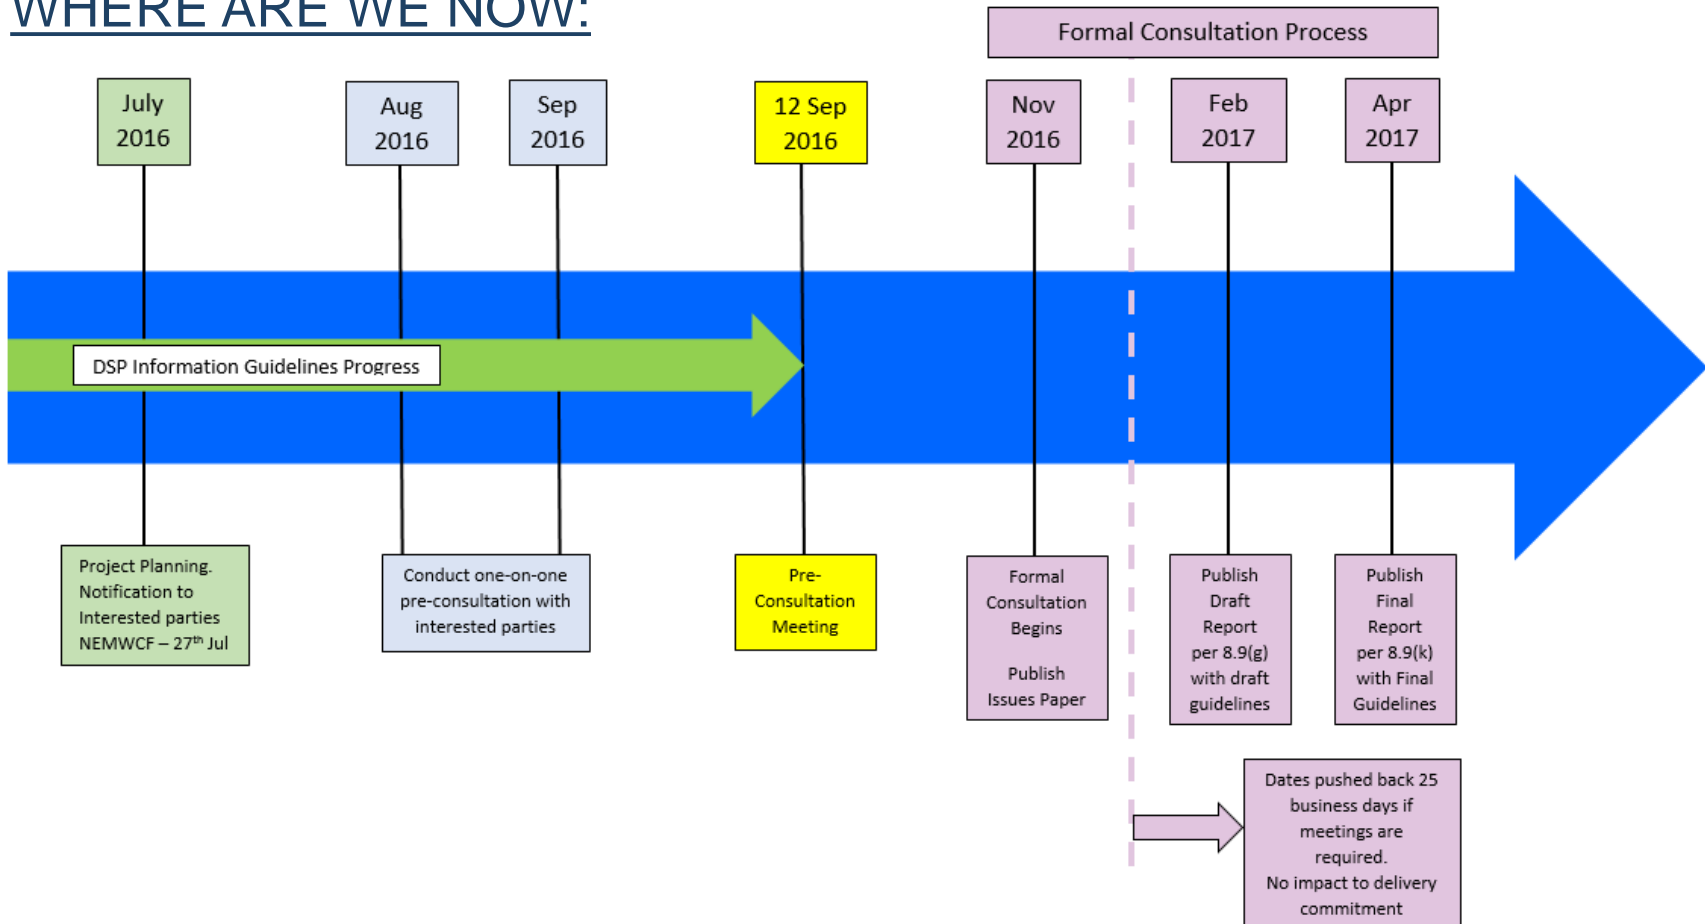 WHERE ARE WE NOW:
Formal Consultation Process
July
2016
Aug
2016
Sep
2016
12 Sep
2016
Nov
2016
Feb
2017
Apr
2017
DSP Information Guidelines Progress
Project Planning.
Notification to
Interested parties
NEMWCF – 27th Jul
Conduct one-on-one
pre-consultation with
interested parties
Pre-
Consultation
Meeting
Formal
Consultation
Begins
Publish
Issues Paper
Publish
Draft
Report
per 8.9(g)
with draft
guidelines
Publish
Final
Report
per 8.9(k)
with Final
Guidelines
Dates pushed back 25
business days if
meetings are
required.
No impact to delivery
commitment